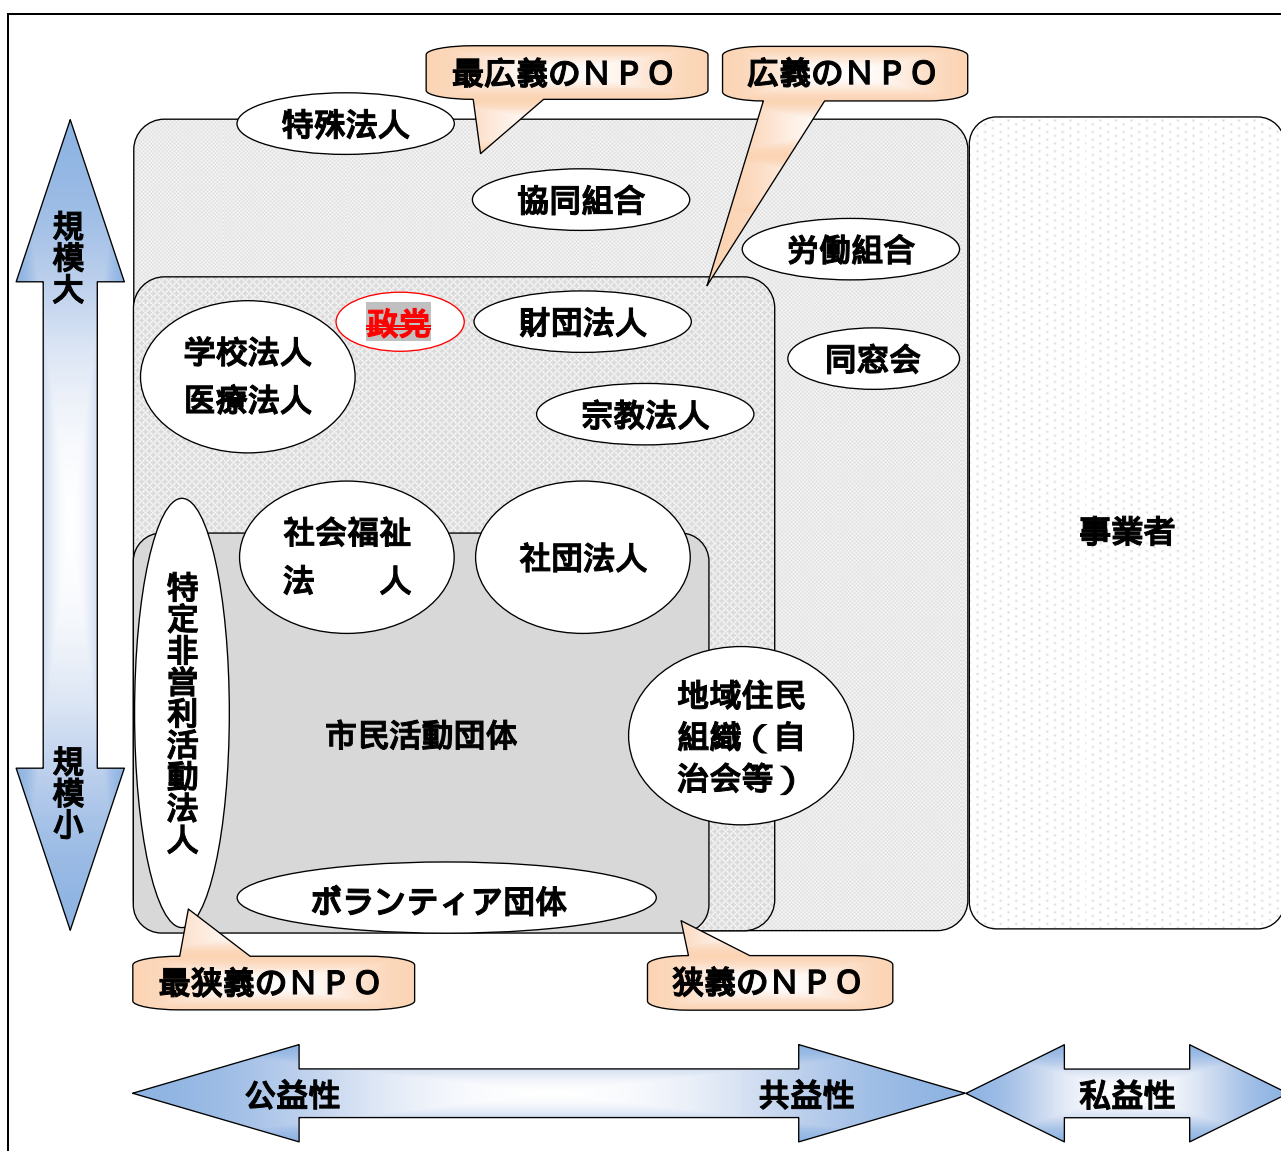 最広義のNPO
広義のNPO
特殊法人
協同組合
労働組合
規模大
政党
財団法人
学校法人
医療法人
同窓会
宗教法人
社会福祉
法　　人
社団法人
事業者
特定非営利活動法人
地域住民
組織(自
治会等)
市民活動団体
規模小
ボランティア団体
最狭義のNPO
狭義のNPO
公益性
共益性
私益性